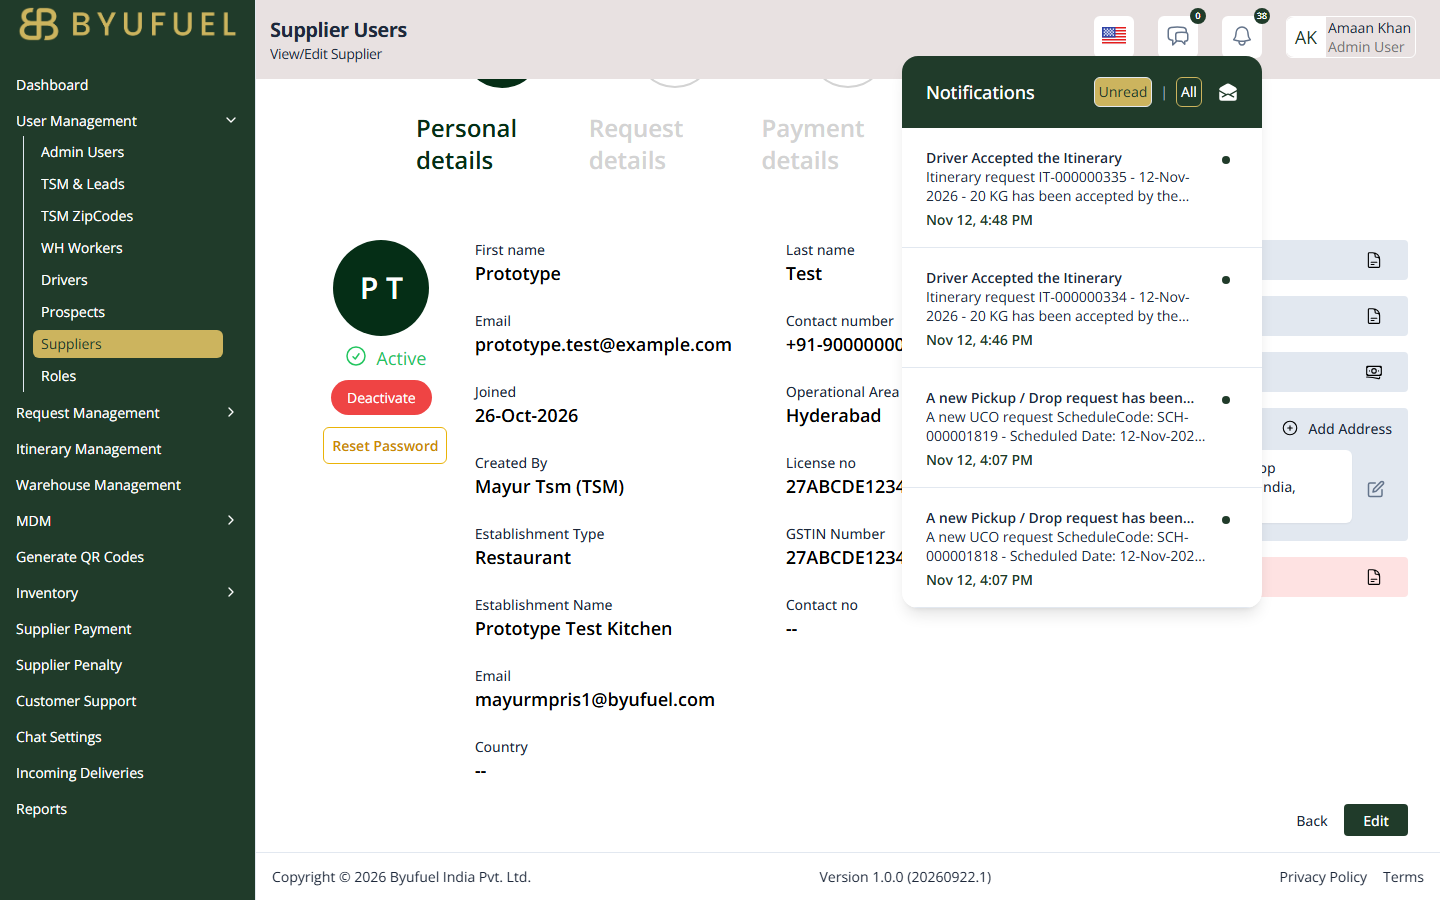 BYUFUEL
Dashboard
User Management
Admin Users
TSM & Leads
TSM ZipCodes
WH Workers
Drivers
Prospects
Suppliers
Roles
Request Management
Itinerary Management
Warehouse Management
MDM
Generate QR Codes
Inventory
Supplier Payment
Supplier Penalty
Customer Support
Chat Settings
Incoming Deliveries
Reports
Supplier Users
View/Edit Supplier
0
38
AK
Amaan Khan
Admin User
Personal
details
Request
details
Payment
details
P T
Active
Deactivate
Reset Password
First name
Prototype
Email
prototype.test@example.com
Joined
26-Oct-2026
Created By
Mayur Tsm (TSM)
Establishment Type
Restaurant
Establishment Name
Prototype Test Kitchen
Email
mayurmpris1@byufuel.com
Country
--
Last name
Test
Contact number
+91-90000000
Operational Area
Hyderabad
License no
27ABCDE1234
GSTIN Number
27ABCDE1234
Contact no
--
Notifications
Unread | All
Driver Accepted the Itinerary
Itinerary request IT-000000335 - 12-Nov-
2026 - 20 KG has been accepted by the...
Nov 12, 4:48 PM
Driver Accepted the Itinerary
Itinerary request IT-000000334 - 12-Nov-
2026 - 20 KG has been accepted by the...
Nov 12, 4:46 PM
A new Pickup / Drop request has been...
A new UCO request ScheduleCode: SCH-
000001819 - Scheduled Date: 12-Nov-202...
Nov 12, 4:07 PM
A new Pickup / Drop request has been...
A new UCO request ScheduleCode: SCH-
000001818 - Scheduled Date: 12-Nov-202...
Nov 12, 4:07 PM
Add Address
op
ndia,
Back
Edit
Copyright © 2026 Byufuel India Pvt. Ltd.
Version 1.0.0 (20260922.1)
Privacy Policy
Terms